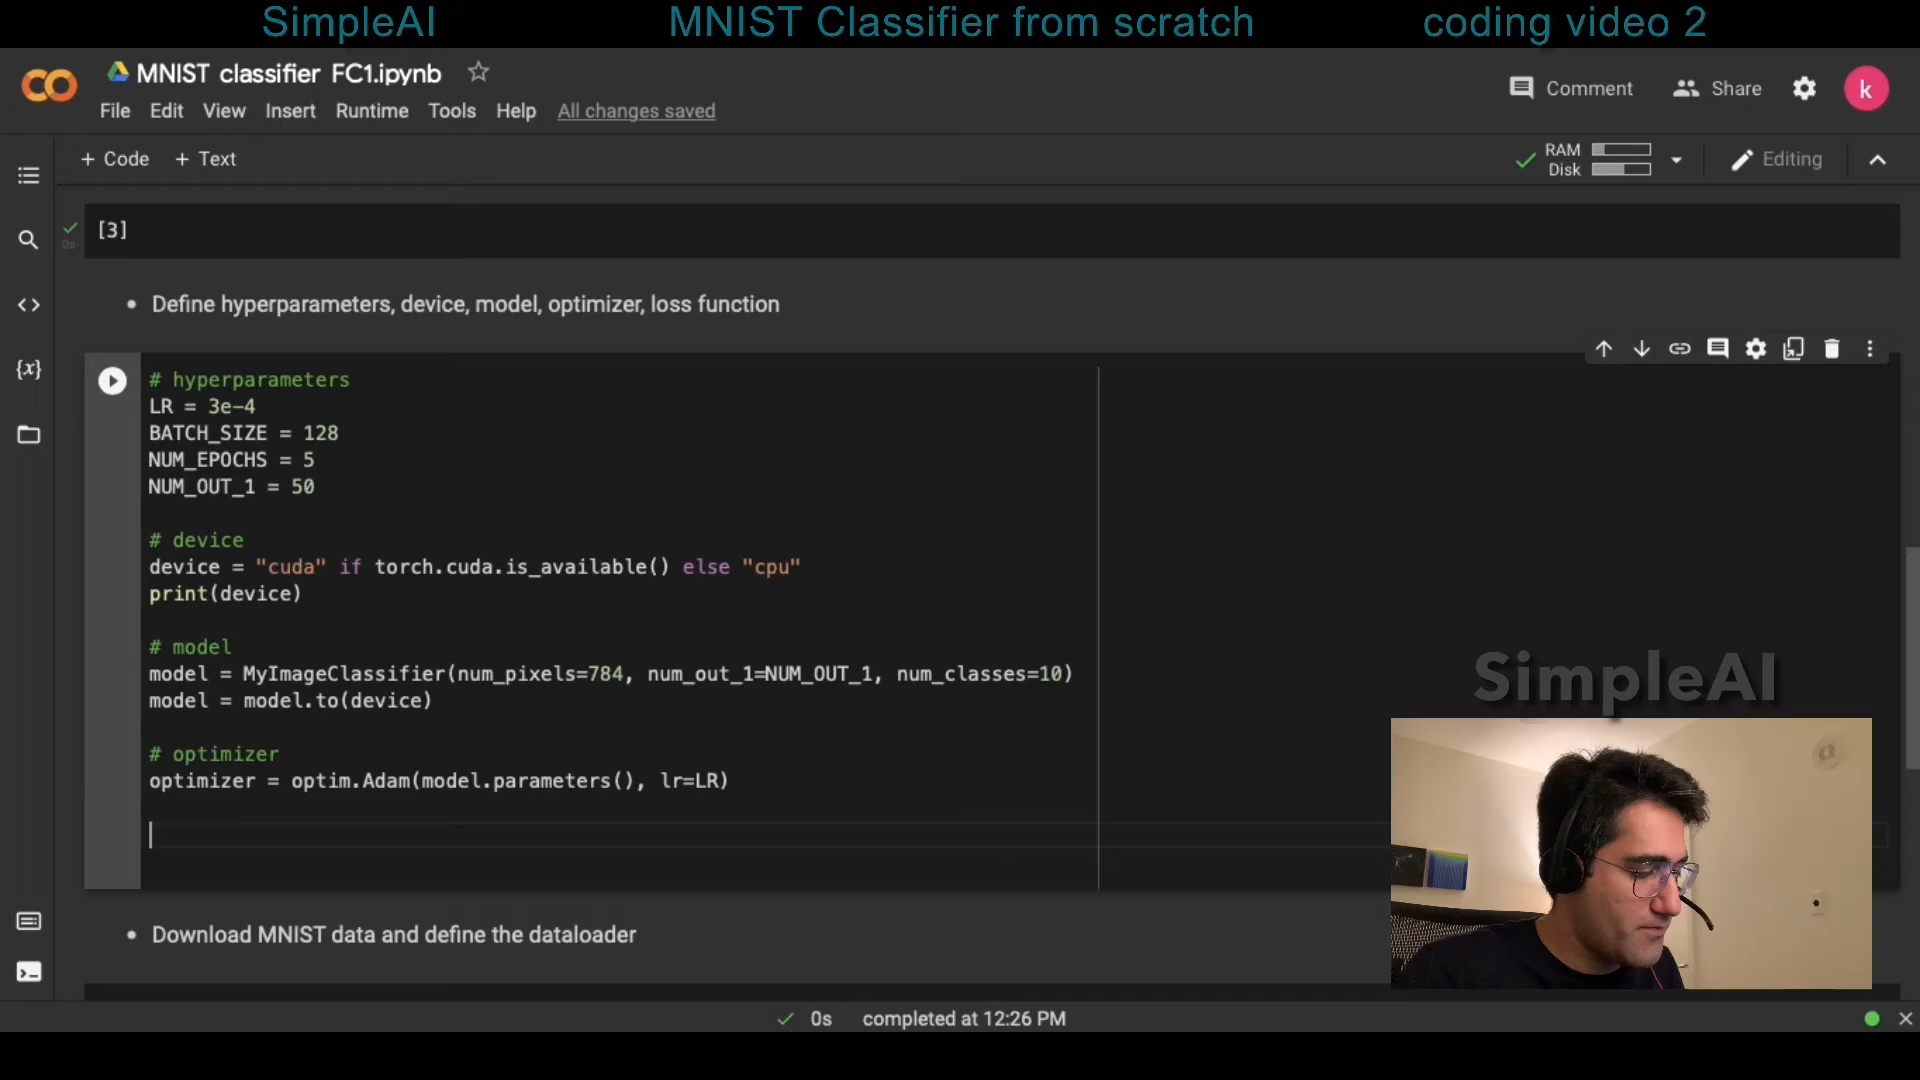 SimpleAI MNIST Classifier from scratch coding video 2
MNIST classifier FC1.ipynb
Comment Share k
File Edit View Insert Runtime Tools Help All changes saved
+ Code + Text
RAM
Disk
Editing
[3]
0s
• Define hyperparameters, device, model, optimizer, loss function
{x}
# hyperparameters
LR = 3e-4
BATCH_SIZE = 128
NUM_EPOCHS = 5
NUM_OUT_1 = 50
# device
device = "cuda" if torch.cuda.is_available() else "cpu"
print(device)
# model
model = MyImageClassifier(num_pixels=784, num_out_1=NUM_OUT_1, num_classes=10)
model = model.to(device)
# optimizer
optimizer = optim.Adam(model.parameters(), lr=LR)
SimpleAI
• Download MNIST data and define the dataloader
0s completed at 12:26 PM